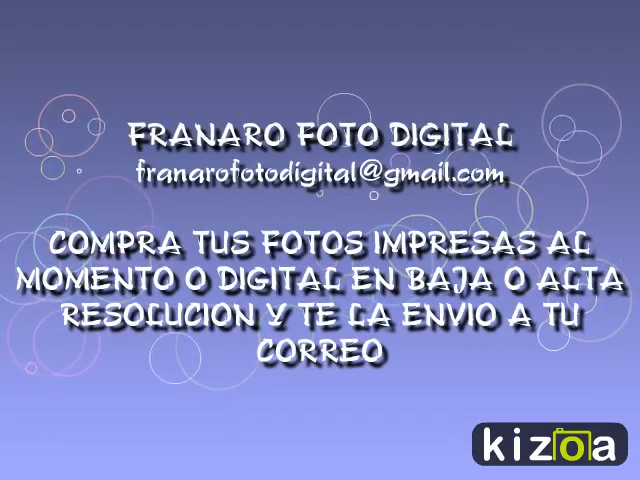 FRANARO FOTO DIGITAL
franarofotodigital@gmail.com
COMPRA TUS FOTOS IMPRESAS AL
MOMENTO O DIGITAL EN BAJA O ALTA
RESOLUCION Y TE LA ENVIO A TU
CORREO
kizoa